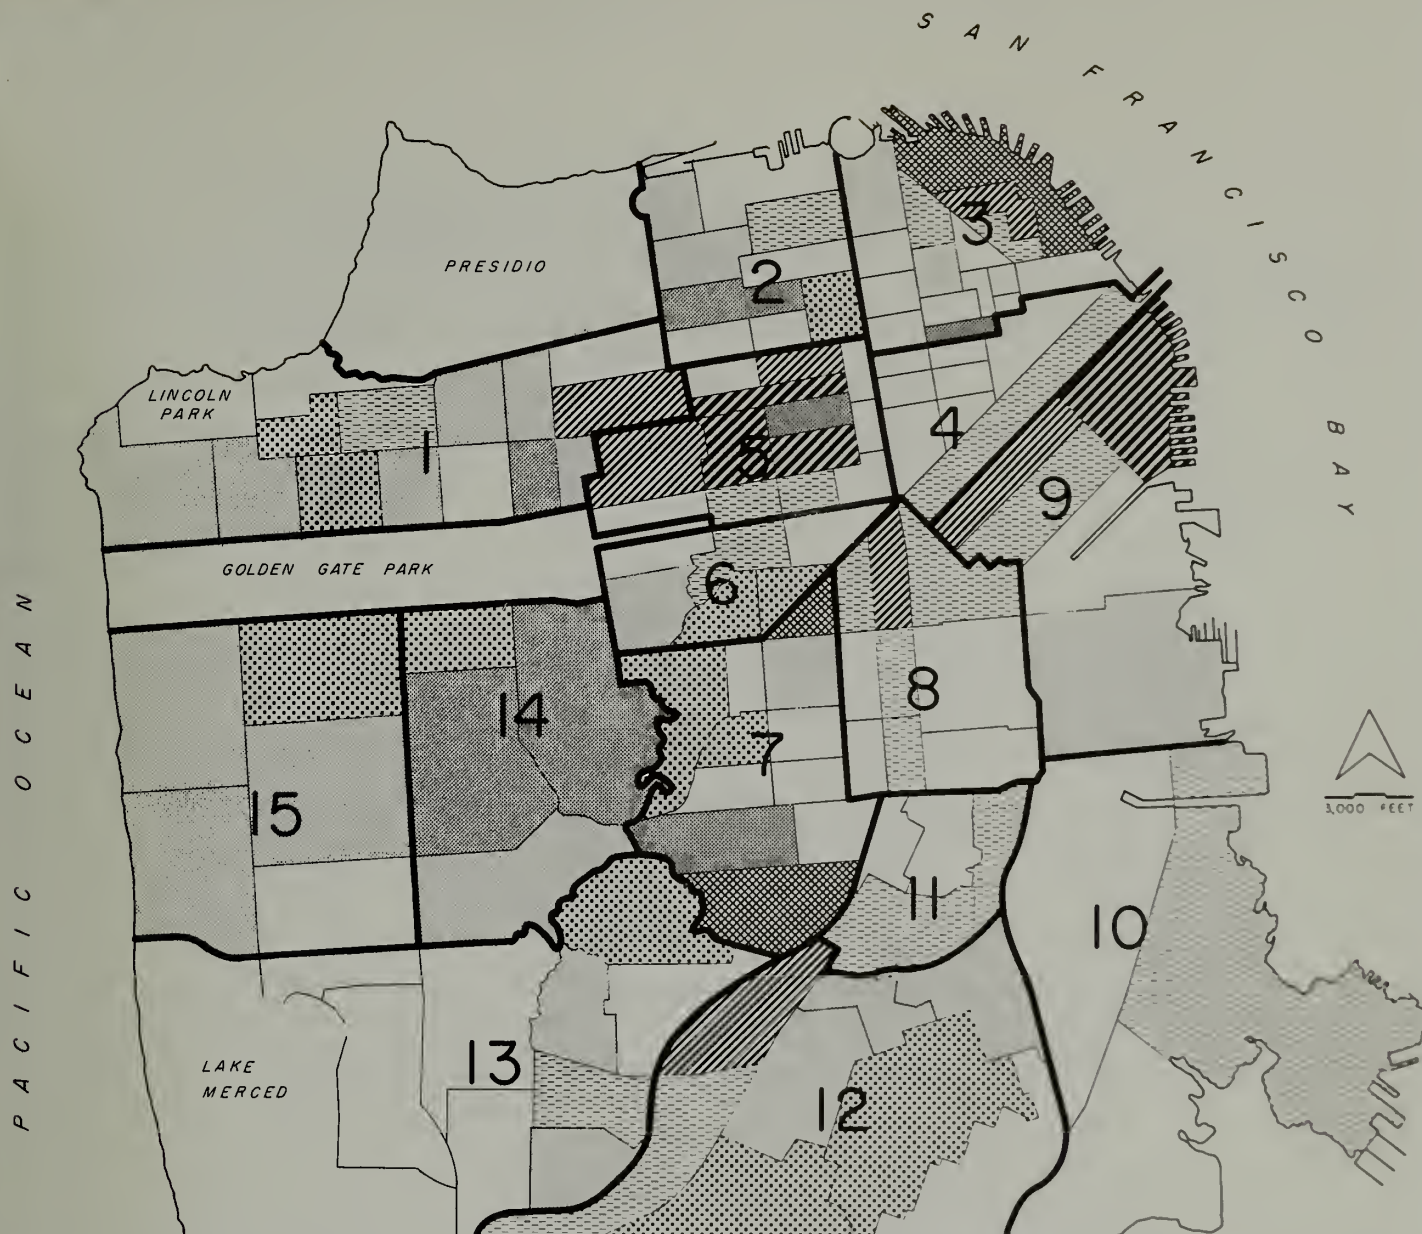 SAN FRANCISCO BAY
PRESIDIO
3
2
LINCOLN
PARK
1
4
5
9
GOLDEN GATE PARK
6
PACIFIC OCEAN
14
8
7
15
3,000 FEET
11
10
13
LAKE
MERCED
12